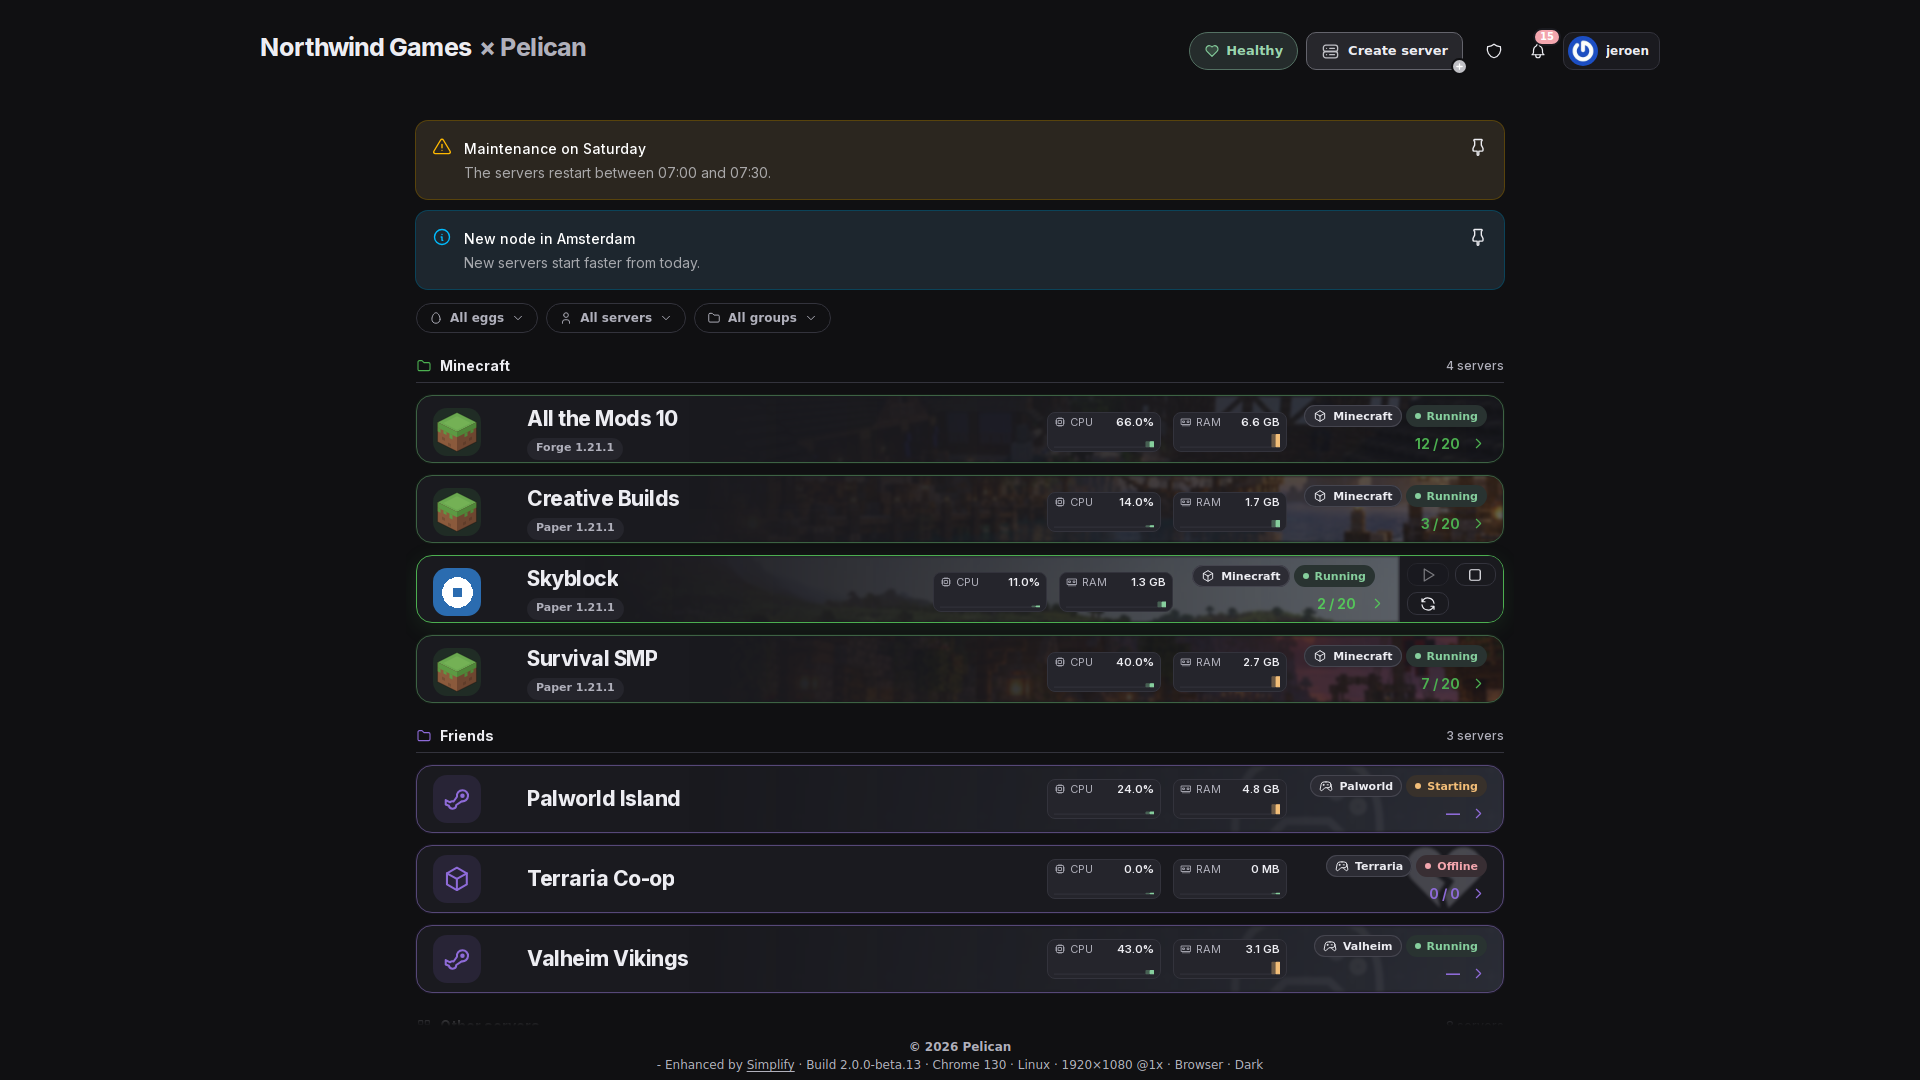 Northwind Games × Pelican
Healthy
Create server
15
jeroen
Maintenance on Saturday
The servers restart between 07:00 and 07:30.
New node in Amsterdam
New servers start faster from today.
All eggs
All servers
All groups
Minecraft
4 servers
All the Mods 10
Forge 1.21.1
CPU 66.0%
RAM 6.6 GB
Minecraft
Running
12 / 20
Creative Builds
Paper 1.21.1
CPU 14.0%
RAM 1.7 GB
Minecraft
Running
3 / 20
Skyblock
Paper 1.21.1
CPU 11.0%
RAM 1.3 GB
Minecraft
Running
2 / 20
Survival SMP
Paper 1.21.1
CPU 40.0%
RAM 2.7 GB
Minecraft
Running
7 / 20
Friends
3 servers
Palworld Island
CPU 24.0%
RAM 4.8 GB
Palworld
Starting
—
Terraria Co-op
CPU 0.0%
RAM 0 MB
Terraria
Offline
0 / 0
Valheim Vikings
CPU 43.0%
RAM 3.1 GB
Valheim
Running
—
Other servers
© 2026 Pelican
- Enhanced by Simplify · Build 2.0.0-beta.13 · Chrome 130 · Linux · 1920×1080 @1x · Browser · Dark